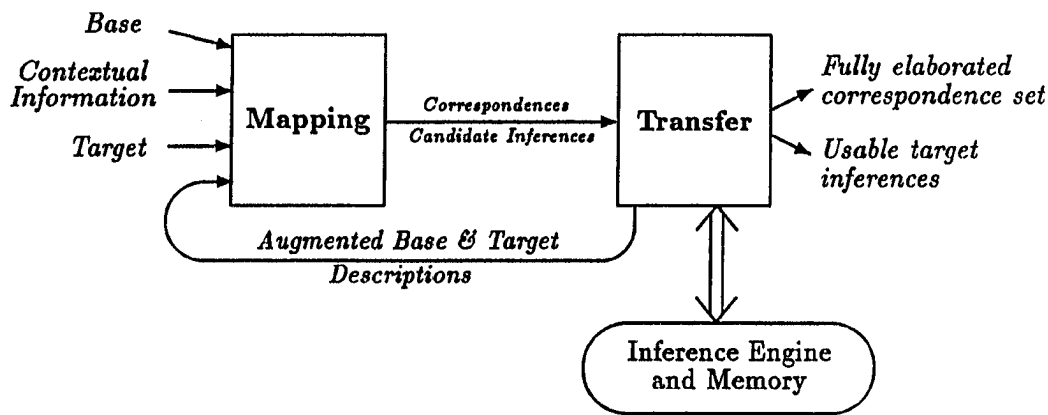 Base
Contextual
Information
Target
Mapping
Correspondences
Candidate Inferences
Transfer
Fully elaborated
correspondence set
Usable target
inferences
Augmented Base & Target
Descriptions
Inference Engine
and Memory